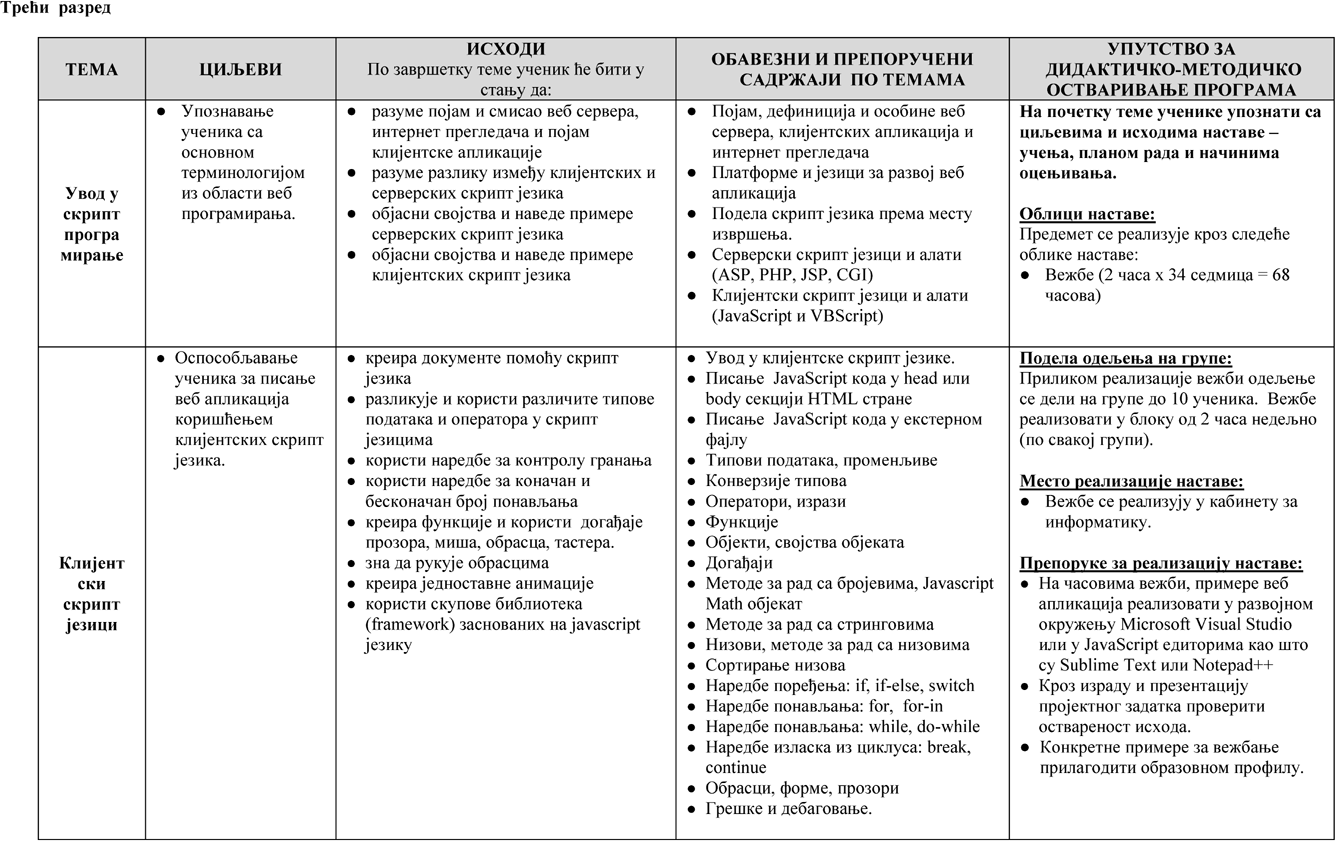 Трећи разред
ТЕМА
ЦИЉЕВИ
ИСХОДИ
По завршетку теме ученик ће бити у
стању да:
ОБАВЕЗНИ И ПРЕПОРУЧЕНИ
САДРЖАЈИ ПО ТЕМАМА
УПУТСТВО ЗА
ДИДАКТИЧКО-МЕТОДИЧКО
ОСТВАРИВАЊЕ ПРОГРАМА
Увод у
скрипт
програ
мирање
● Упознавање
ученика са
основном
терминологијом
из области веб
програмирања.
● разуме појам и смисао веб сервера,
интернет прегледача и појам
клијентске апликације
● разуме разлику између клијентских и
серверских скрипт језика
● објасни својства и наведе примере
серверских скрипт језика
● објасни својства и наведе примере
клијентских скрипт језика
● Појам, дефиниција и особине веб
сервера, клијентских апликација и
интернет прегледача
● Платформе и језици за развој веб
апликација
● Подела скрипт језика према месту
извршења.
● Серверски скрипт језици и алати
(ASP, PHP, JSP, CGI)
● Клијентски скрипт језици и алати
(JavaScript и VBScript)
На почетку теме ученике упознати са
циљевима и исходима наставе –
учења, планом рада и начинима
оцењивања.
Облици наставе:
Предемет се реализује кроз следеће
облике наставе:
● Вежбе (2 часа x 34 седмица = 68
часова)
Клијент
ски
скрипт
језици
● Оспособљавање
ученика за писање
веб апликација
коришћењем
клијентских скрипт
језика.
● креира документе помоћу скрипт
језика
● разликује и користи различите типове
података и оператора у скрипт
језицима
● користи наредбе за контролу гранања
● користи наредбе за коначан и
бесконачан број понављања
● креира функције и користи догађаје
прозора, миша, обрасца, тастера.
● зна да рукује обрасцима
● креира једноставне анимације
● користи скупове библиотека
(framework) заснованих на javascript
језику
● Увод у клијентске скрипт језике.
● Писање JavaScript кода у head или
body секцији HTML стране
● Писање JavaScript кода у екстерном
фајлу
● Типови података, променљиве
● Конверзије типова
● Оператори, изрази
● Функције
● Објекти, својства објеката
● Догађаји
● Методе за рад са бројевима, Javascript
Math објекат
● Методе за рад са стринговима
● Низови, методе за рад са низовима
● Сортирање низова
● Наредбе поређења: if, if-else, switch
● Наредбе понављања: for, for-in
● Наредбе понављања: while, do-while
● Наредбе изласка из циклуса: break,
continue
● Обрасци, форме, прозори
● Грешке и дебаговање.
Подела одељења на групе:
Приликом реализације вежби одељење
се дели на групе до 10 ученика. Вежбе
реализовати у блоку од 2 часа недељно
(по свакој групи).
Место реализације наставе:
● Вежбе се реализују у кабинету за
информатику.
Препоруке за реализацију наставе:
● На часовима вежби, примере веб
апликација реализовати у развојном
окружењу Microsoft Visual Studio
или у JavaScript едиторима као што
су Sublime Text или Notepad++
● Кроз израду и презентацију
пројектног задатка проверити
оствареност исхода.
● Конкретне примере за вежбање
прилагодити образовном профилу.